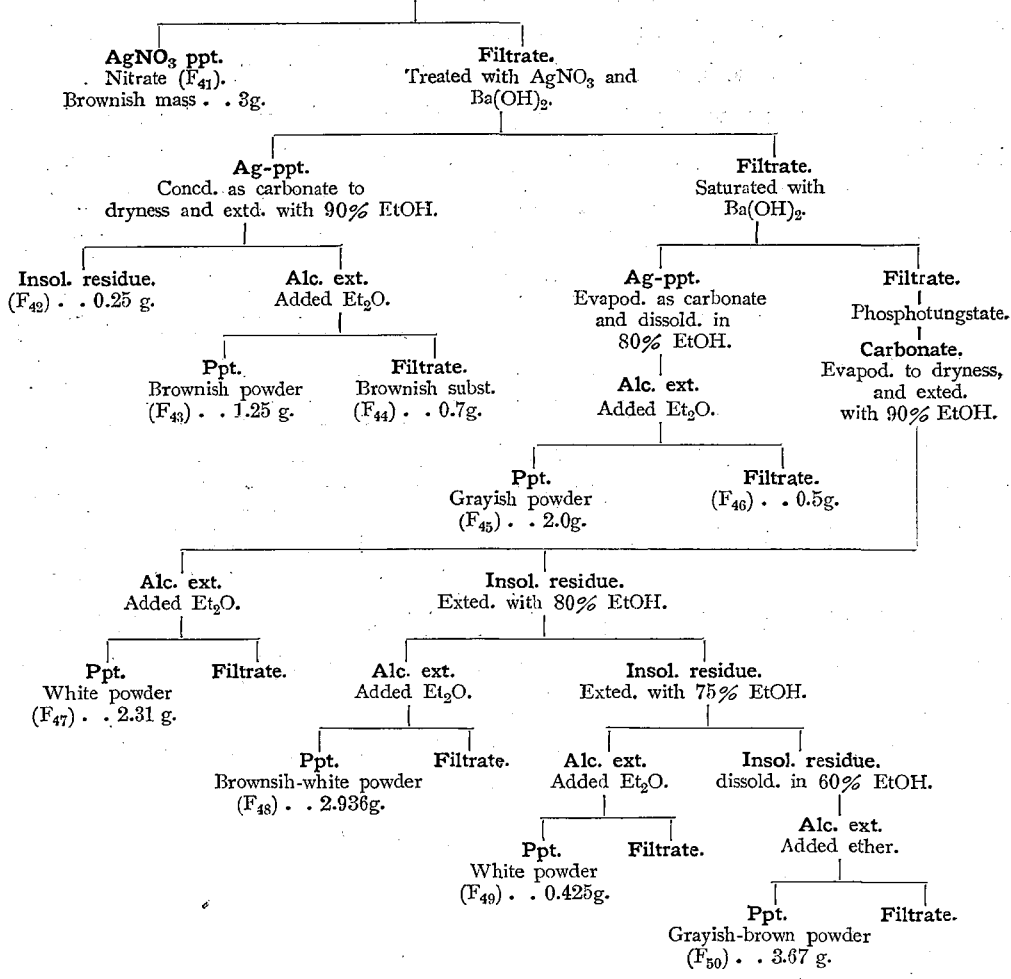 AgNO₃ ppt.
Nitrate (F₄₁).
Brownish mass . . 3g.
Filtrate.
Treated with AgNO₃ and
Ba(OH)₂.
Ag-ppt.
Concd. as carbonate to
dryness and extd. with 90% EtOH.
Filtrate.
Saturated with
Ba(OH)₂.
Insol. residue.
(F₄₂) . . 0.25 g.
Alc. ext.
Added Et₂O.
Ppt.
Brownish powder
(F₄₃) . . 1.25 g.
Filtrate.
Brownish subst.
(F₄₄) . . 0.7g.
Ag-ppt.
Evapod. as carbonate
and dissold. in
80% EtOH.
Alc. ext.
Added Et₂O.
Filtrate.
Phosphotungstate.
Carbonate.
Evapod. to dryness,
and exted.
with 90% EtOH.
Ppt.
Grayish powder
(F₄₅) . . 2.0g.
Filtrate.
(F₄₆) . . 0.5g.
Alc. ext.
Added Et₂O.
Insol. residue.
Exted. with 80% EtOH.
Ppt.
White powder
(F₄₇) . . 2.31 g.
Filtrate.
Alc. ext.
Added Et₂O.
Insol. residue.
Exted. with 75% EtOH.
Ppt.
Brownsih-white powder
(F₄₈) . . 2.936g.
Filtrate.
Alc. ext.
Added Et₂O.
Insol. residue.
dissold. in 60% EtOH.
Alc. ext.
Added ether.
Ppt.
White powder
(F₄₉) . . 0.425g.
Filtrate.
Ppt.
Grayish-brown powder
(F₅₀) . . 3.67 g.
Filtrate.